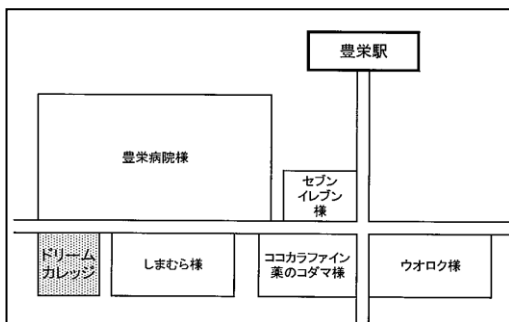 豊栄駅
豊栄病院様
セブン
イレブン
様
ドリーム
カレッジ
しまむら様
ココカラファイン
薬のコダマ様
ウオロク様